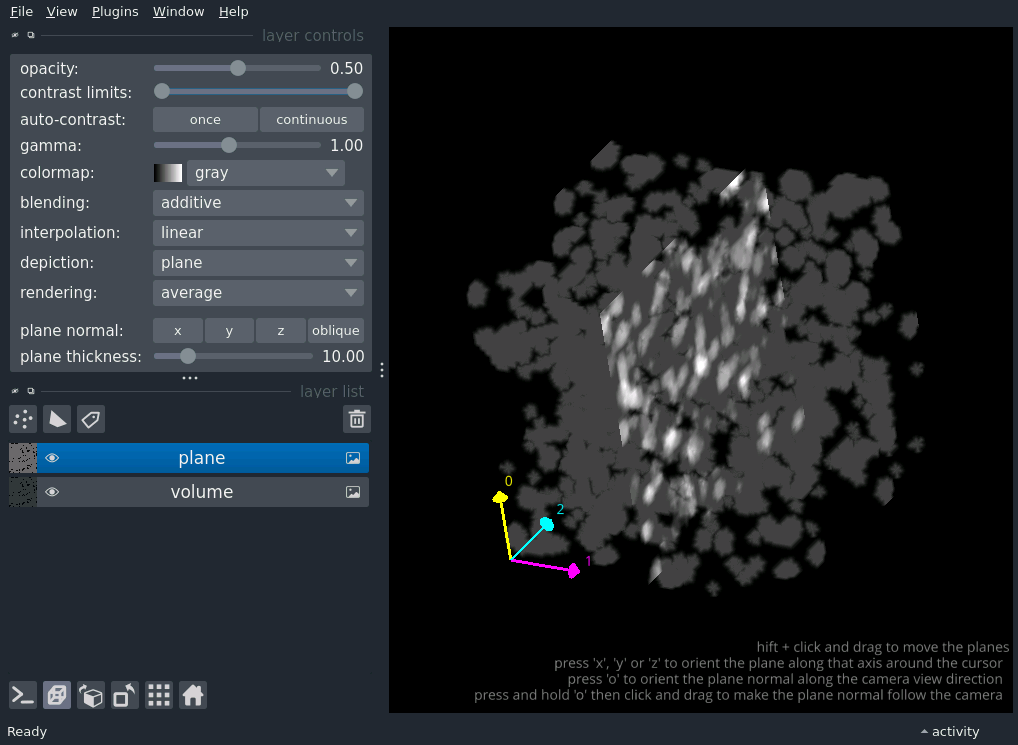 File View Plugins Window Help
layer controls
opacity: 0.50
contrast limits:
auto-contrast: once continuous
gamma: 1.00
colormap: gray
blending: additive
interpolation: linear
depiction: plane
rendering: average
plane normal: x y z oblique
plane thickness: 10.00
layer list
plane
volume
0
2
1
hift + click and drag to move the planes
press 'x', 'y' or 'z' to orient the plane along that axis around the cursor
press 'o' to orient the plane normal along the camera view direction
press and hold 'o' then click and drag to make the plane normal follow the camera
Ready
activity